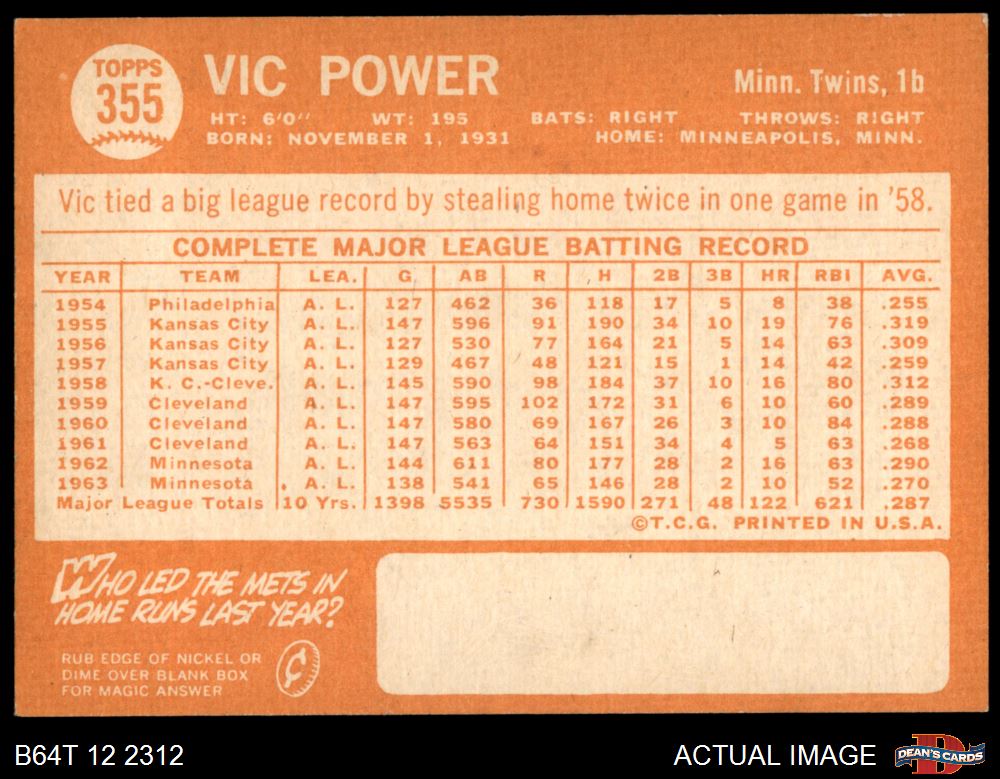 TOPPS
355
VIC POWER
Minn. Twins, 1b
HT: 6'0" WT: 195 BATS: RIGHT THROWS: RIGHT
BORN: NOVEMBER 1, 1931 HOME: MINNEAPOLIS, MINN.
Vic tied a big league record by stealing home twice in one game in '58.
COMPLETE MAJOR LEAGUE BATTING RECORD
YEAR TEAM LEA. G AB R H 2B 3B HR RBI AVG.
1954 Philadelphia A. L. 127 462 36 118 17 5 8 38 .255
1955 Kansas City A. L. 147 596 91 190 34 10 19 76 .319
1956 Kansas City A. L. 127 530 77 164 21 5 14 63 .309
1957 Kansas City A. L. 129 467 48 121 15 1 14 42 .259
1958 K. C.-Cleve. A. L. 145 590 98 184 37 10 16 80 .312
1959 Cleveland A. L. 147 595 102 172 31 6 10 60 .289
1960 Cleveland A. L. 147 580 69 167 26 3 10 84 .288
1961 Cleveland A. L. 147 563 64 151 34 4 5 63 .268
1962 Minnesota A. L. 144 611 80 177 28 2 16 63 .290
1963 Minnesota A. L. 138 541 65 146 28 2 10 52 .270
Major League Totals 10 Yrs. 1398 5535 730 1590 271 48 122 621 .287
©T.C.G. PRINTED IN U.S.A.
WHO LED THE METS IN
HOME RUNS LAST YEAR?
RUB EDGE OF NICKEL OR
DIME OVER BLANK BOX
FOR MAGIC ANSWER
B64T 12 2312
ACTUAL IMAGE
DEAN'S CARDS